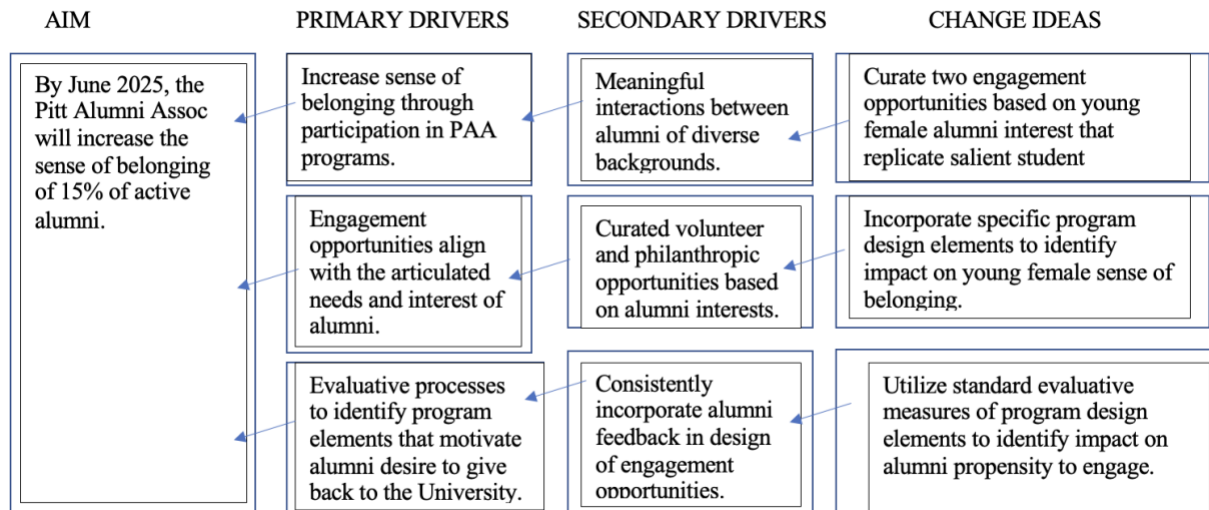 AIM
PRIMARY DRIVERS
SECONDARY DRIVERS
CHANGE IDEAS
By June 2025, the
Pitt Alumni Assoc
will increase the
sense of belonging
of 15% of active
alumni.
Increase sense of
belonging through
participation in PAA
programs.
Meaningful
interactions between
alumni of diverse
backgrounds.
Curate two engagement
opportunities based on young
female alumni interest that
replicate salient student
Engagement
opportunities align
with the articulated
needs and interest of
alumni.
Curated volunteer
and philanthropic
opportunities based
on alumni interests.
Incorporate specific program
design elements to identify
impact on young female sense of
belonging.
Evaluative processes
to identify program
elements that motivate
alumni desire to give
back to the University.
Consistently
incorporate alumni
feedback in design
of engagement
opportunities.
Utilize standard evaluative
measures of program design
elements to identify impact on
alumni propensity to engage.